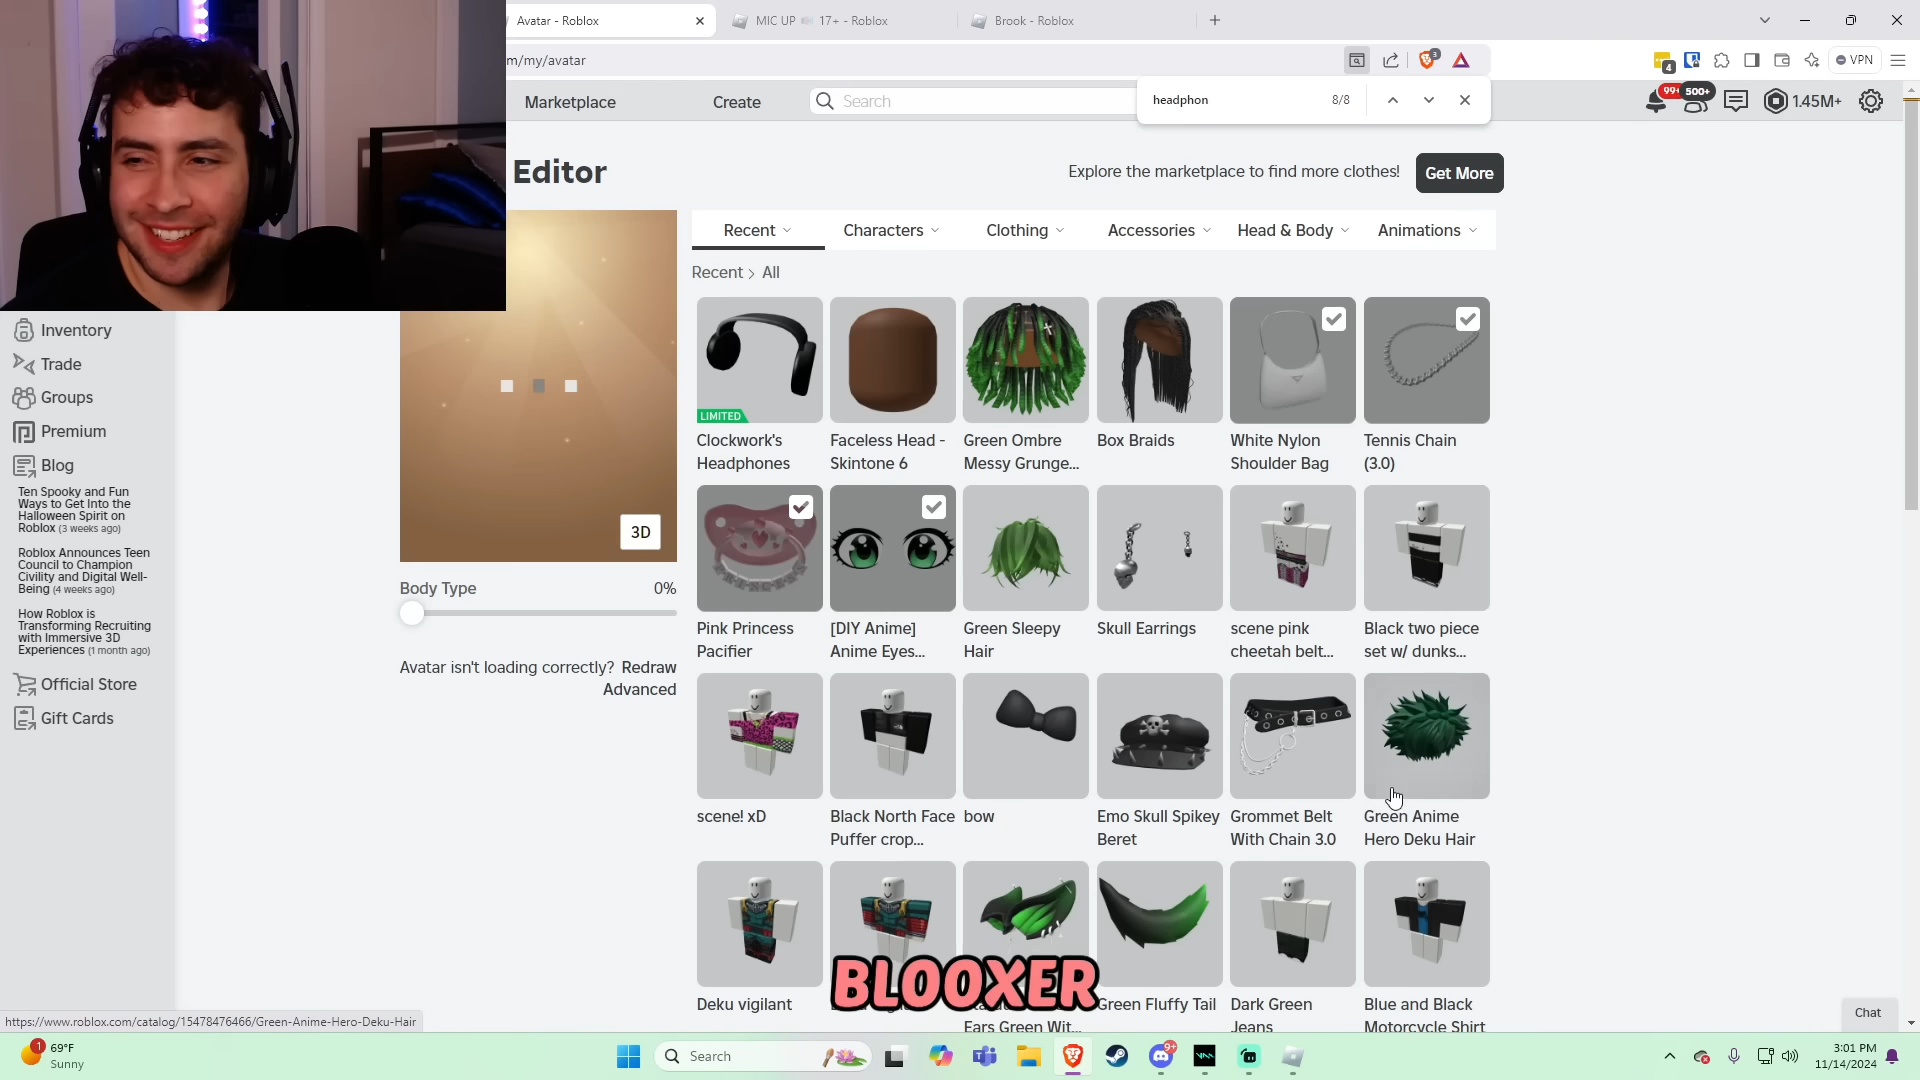 Avatar - Roblox
MIC UP 17+ - Roblox
Brook - Roblox
m/my/avatar
3
4
VPN
headphon
8/8
Marketplace
Create
Search
99+
500+
1.45M+
Editor
Explore the marketplace to find more clothes!
Get More
Recent
Characters
Clothing
Accessories
Head & Body
Animations
Recent > All
Inventory
Trade
Groups
Premium
Blog
Ten Spooky and Fun
Ways to Get Into the
Halloween Spirit on
Roblox (3 weeks ago)
Roblox Announces Teen
Council to Champion
Civility and Digital Well-
Being (4 weeks ago)
How Roblox is
Transforming Recruiting
with Immersive 3D
Experiences (1 month ago)
Official Store
Gift Cards
3D
Body Type
0%
Avatar isn't loading correctly? Redraw
Advanced
LIMITED
Clockwork's
Headphones
Faceless Head -
Skintone 6
Green Ombre
Messy Grunge...
Box Braids
White Nylon
Shoulder Bag
Tennis Chain
(3.0)
Pink Princess
Pacifier
[DIY Anime]
Anime Eyes...
Green Sleepy
Hair
Skull Earrings
scene pink
cheetah belt...
Black two piece
set w/ dunks...
scene! xD
Black North Face
Puffer crop...
bow
Emo Skull Spikey
Beret
Grommet Belt
With Chain 3.0
Green Anime
Hero Deku Hair
Deku vigilant
Ears Green Wit...
Green Fluffy Tail
Dark Green
Jeans
Blue and Black
Motorcycle Shirt
BLOOXER
Chat
https://www.roblox.com/catalog/15478476466/Green-Anime-Hero-Deku-Hair
1
69°F
Sunny
Search
9+
3:01 PM
11/14/2024